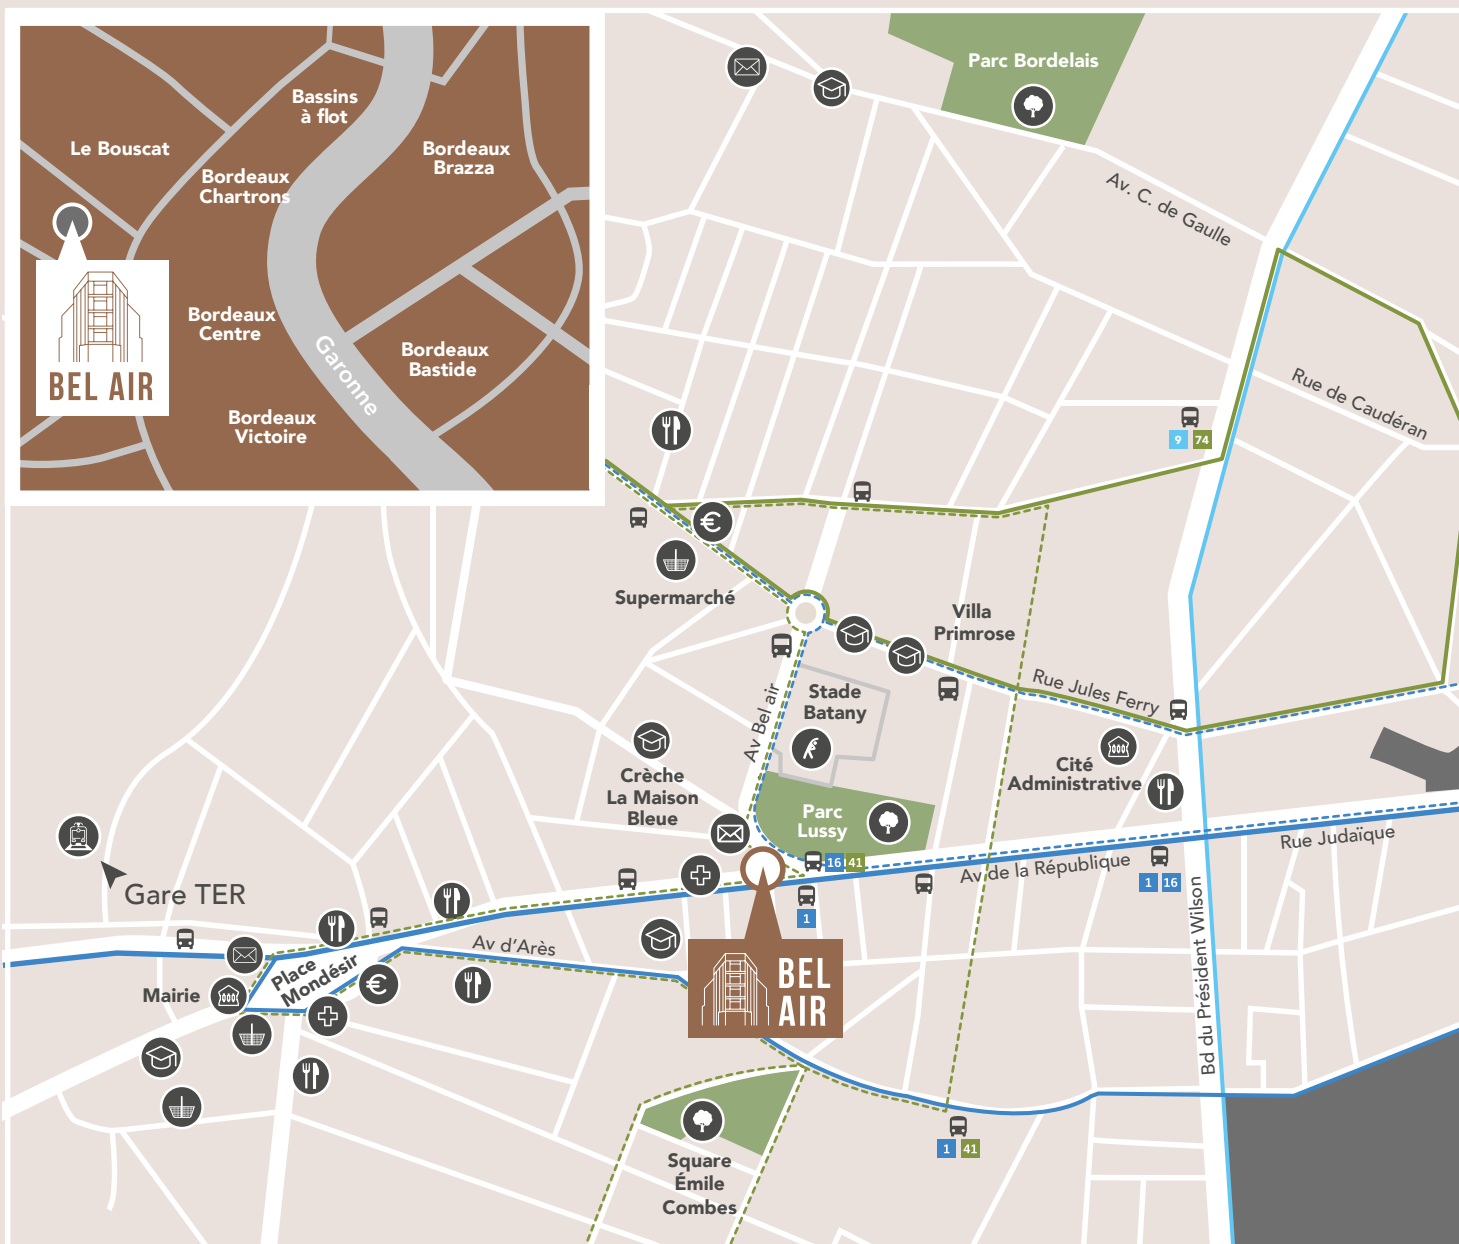 Bassins
à flot
Le Bouscat
Bordeaux
Brazza
Bordeaux
Chartrons
Bordeaux
Centre
Bordeaux
Bastide
Garonne
BEL AIR
Bordeaux
Victoire
Parc Bordelais
Av. C. de Gaulle
Rue de Caudéran
9 74
€
Supermarché
Villa
Primrose
Rue Jules Ferry
Stade
Batany
Av Bel air
Cité
Administrative
Crèche
La Maison
Bleue
Parc
Lussy
16 41
Rue Judaïque
Av de la République
1 16
1
Gare TER
Av d'Arès
Place
Mondésir
€
Mairie
BEL
AIR
Bd du Président Wilson
1 41
Square
Émile
Combes